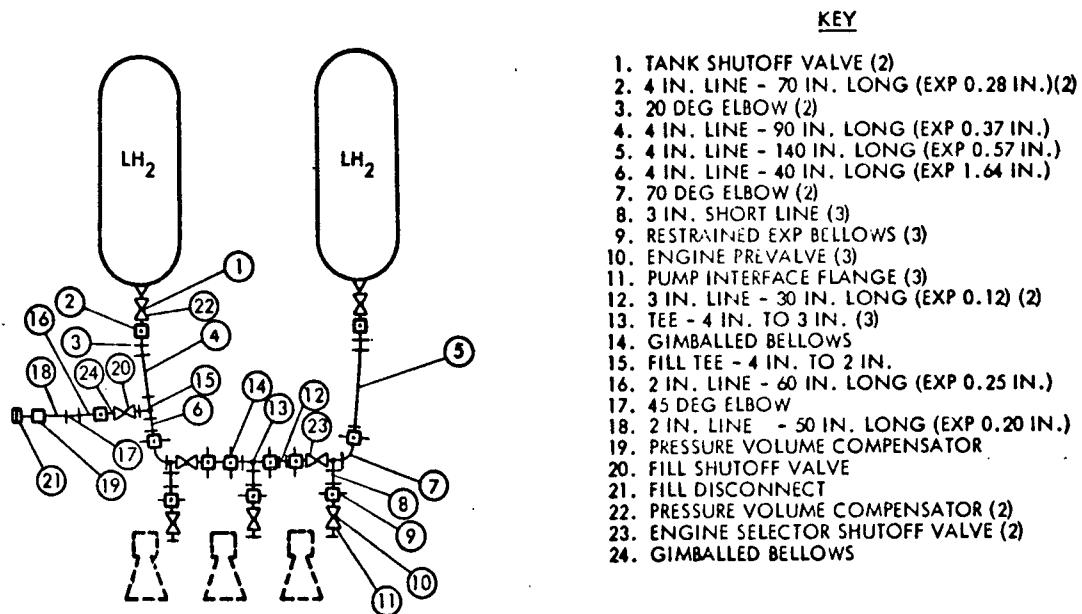 KEY
1. TANK SHUTOFF VALVE (2)
2. 4 IN. LINE - 70 IN. LONG (EXP 0.28 IN.)(2)
3. 20 DEG ELBOW (2)
4. 4 IN. LINE - 90 IN. LONG (EXP 0.37 IN.)
5. 4 IN. LINE - 140 IN. LONG (EXP 0.57 IN.)
6. 4 IN. LINE - 40 IN. LONG (EXP 1.64 IN.)
7. 70 DEG ELBOW (2)
8. 3 IN. SHORT LINE (3)
9. RESTRAINED EXP BELLOWS (3)
10. ENGINE PREVALVE (3)
11. PUMP INTERFACE FLANGE (3)
12. 3 IN. LINE - 30 IN. LONG (EXP 0.12) (2)
13. TEE - 4 IN. TO 3 IN. (3)
14. GIMBALLED BELLOWS
15. FILL TEE - 4 IN. TO 2 IN.
16. 2 IN. LINE - 60 IN. LONG (EXP 0.25 IN.)
17. 45 DEG ELBOW
18. 2 IN. LINE - 50 IN. LONG (EXP 0.20 IN.)
19. PRESSURE VOLUME COMPENSATOR
20. FILL SHUTOFF VALVE
21. FILL DISCONNECT
22. PRESSURE VOLUME COMPENSATOR (2)
23. ENGINE SELECTOR SHUTOFF VALVE (2)
24. GIMBALLED BELLOWS
LH2
LH2
1
2
22
16
3
4
5
24
20
18
15
14
13
12
6
23
17
21
19
7
8
9
10
11